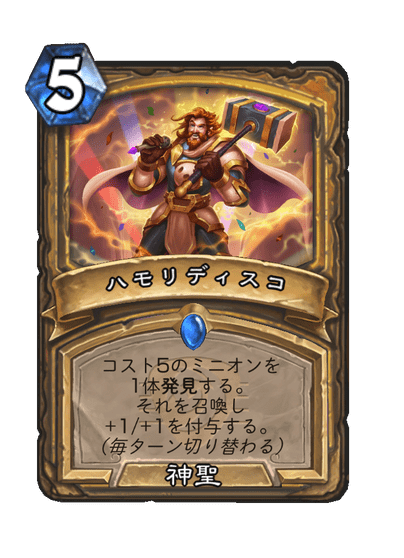 5
ハモリディスコ
コスト5のミニオンを
1体発見する。
それを召喚し
+1/+1を付与する。
(毎ターン切り替わる)
神聖